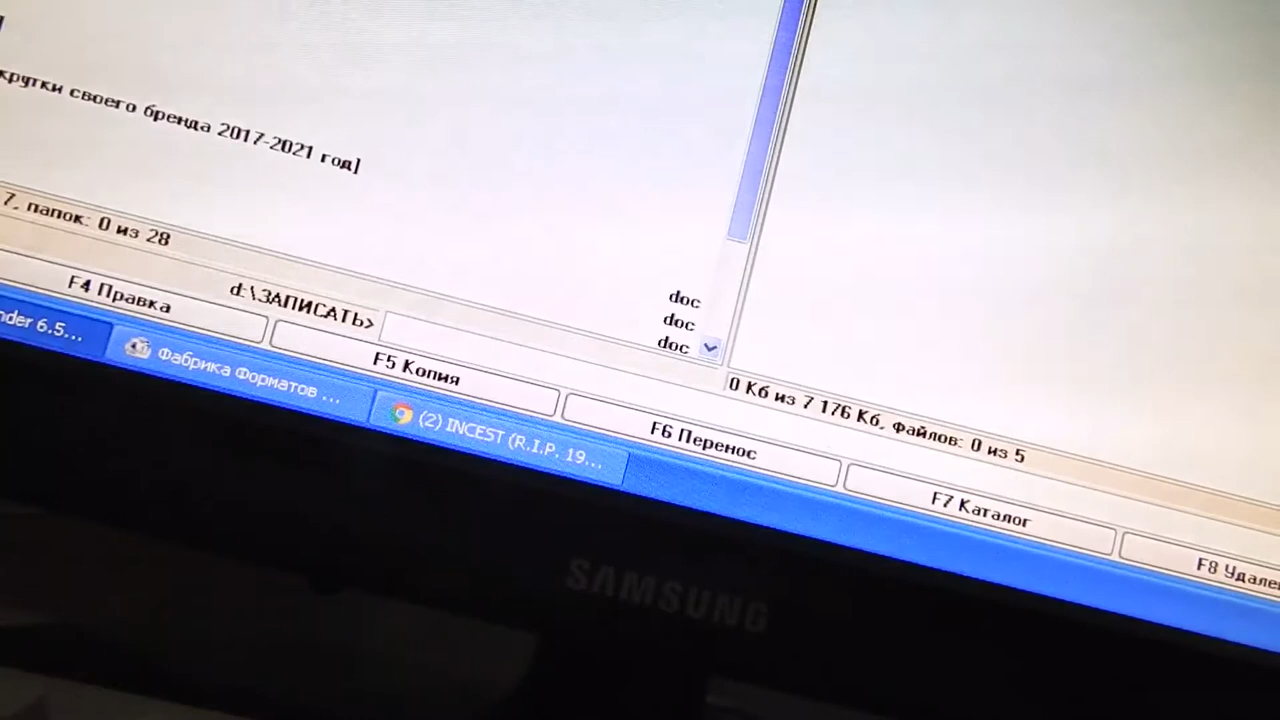 крутки своего бренда 2017-2021 год]
7, папок: 0 из 28
doc
doc
doc
d:\ЗАПИСАТЬ>
0 Кб из 7 176 Кб, файлов: 0 из 5
F4 Правка
F5 Копия
F6 Перенос
F7 Каталог
F8 Удале
nder 6.5...
Фабрика Форматов ...
(2) INCEST (R.I.P. 19...
SAMSUNG